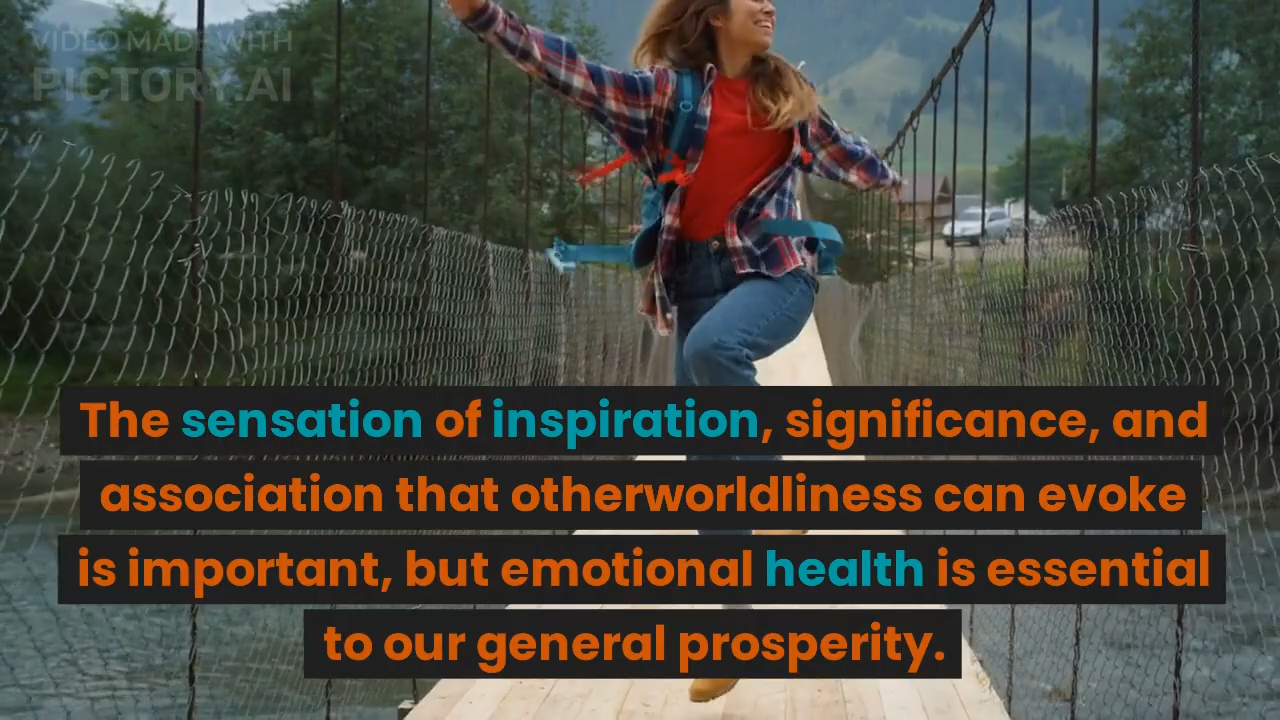 VIDEO MADE WITH
PICTORY.AI
The sensation of inspiration, significance, and
association that otherworldliness can evoke
is important, but emotional health is essential
to our general prosperity.